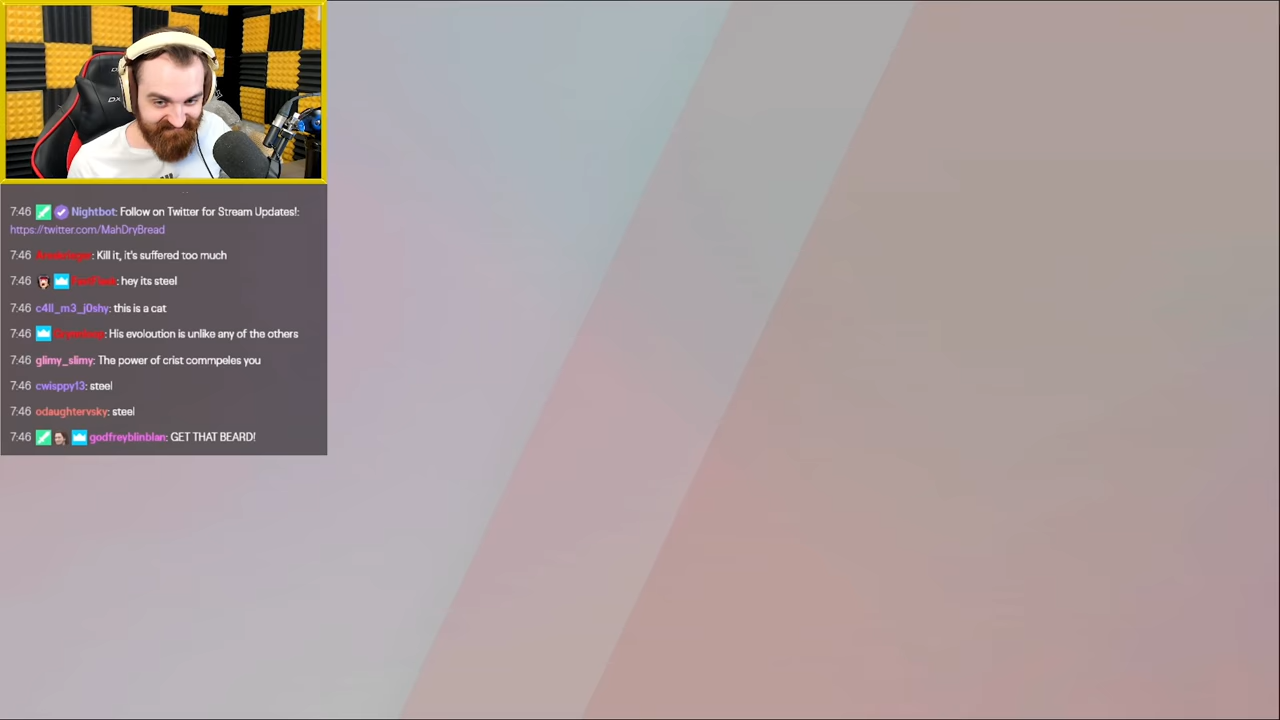 7:46 Nightbot: Follow on Twitter for Stream Updates!:
https://twitter.com/MahDryBread
7:46 : Kill it, it's suffered too much
7:46 : hey its steel
7:46 c4ll_m3_j0shy: this is a cat
7:46 : His evoloution is unlike any of the others
7:46 glimy_slimy: The power of crist commpeles you
7:46 cwisppy13: steel
7:46 odaughtervsky: steel
7:46 godfreyblinblan: GET THAT BEARD!